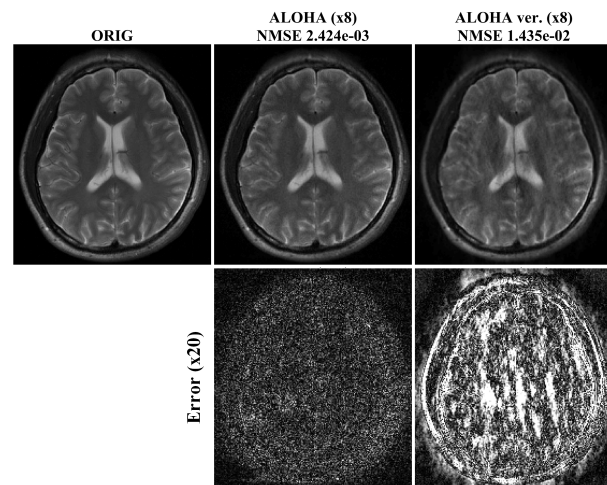 ORIG
ALOHA (x8)
NMSE 2.424e-03
ALOHA ver. (x8)
NMSE 1.435e-02
Error (x20)